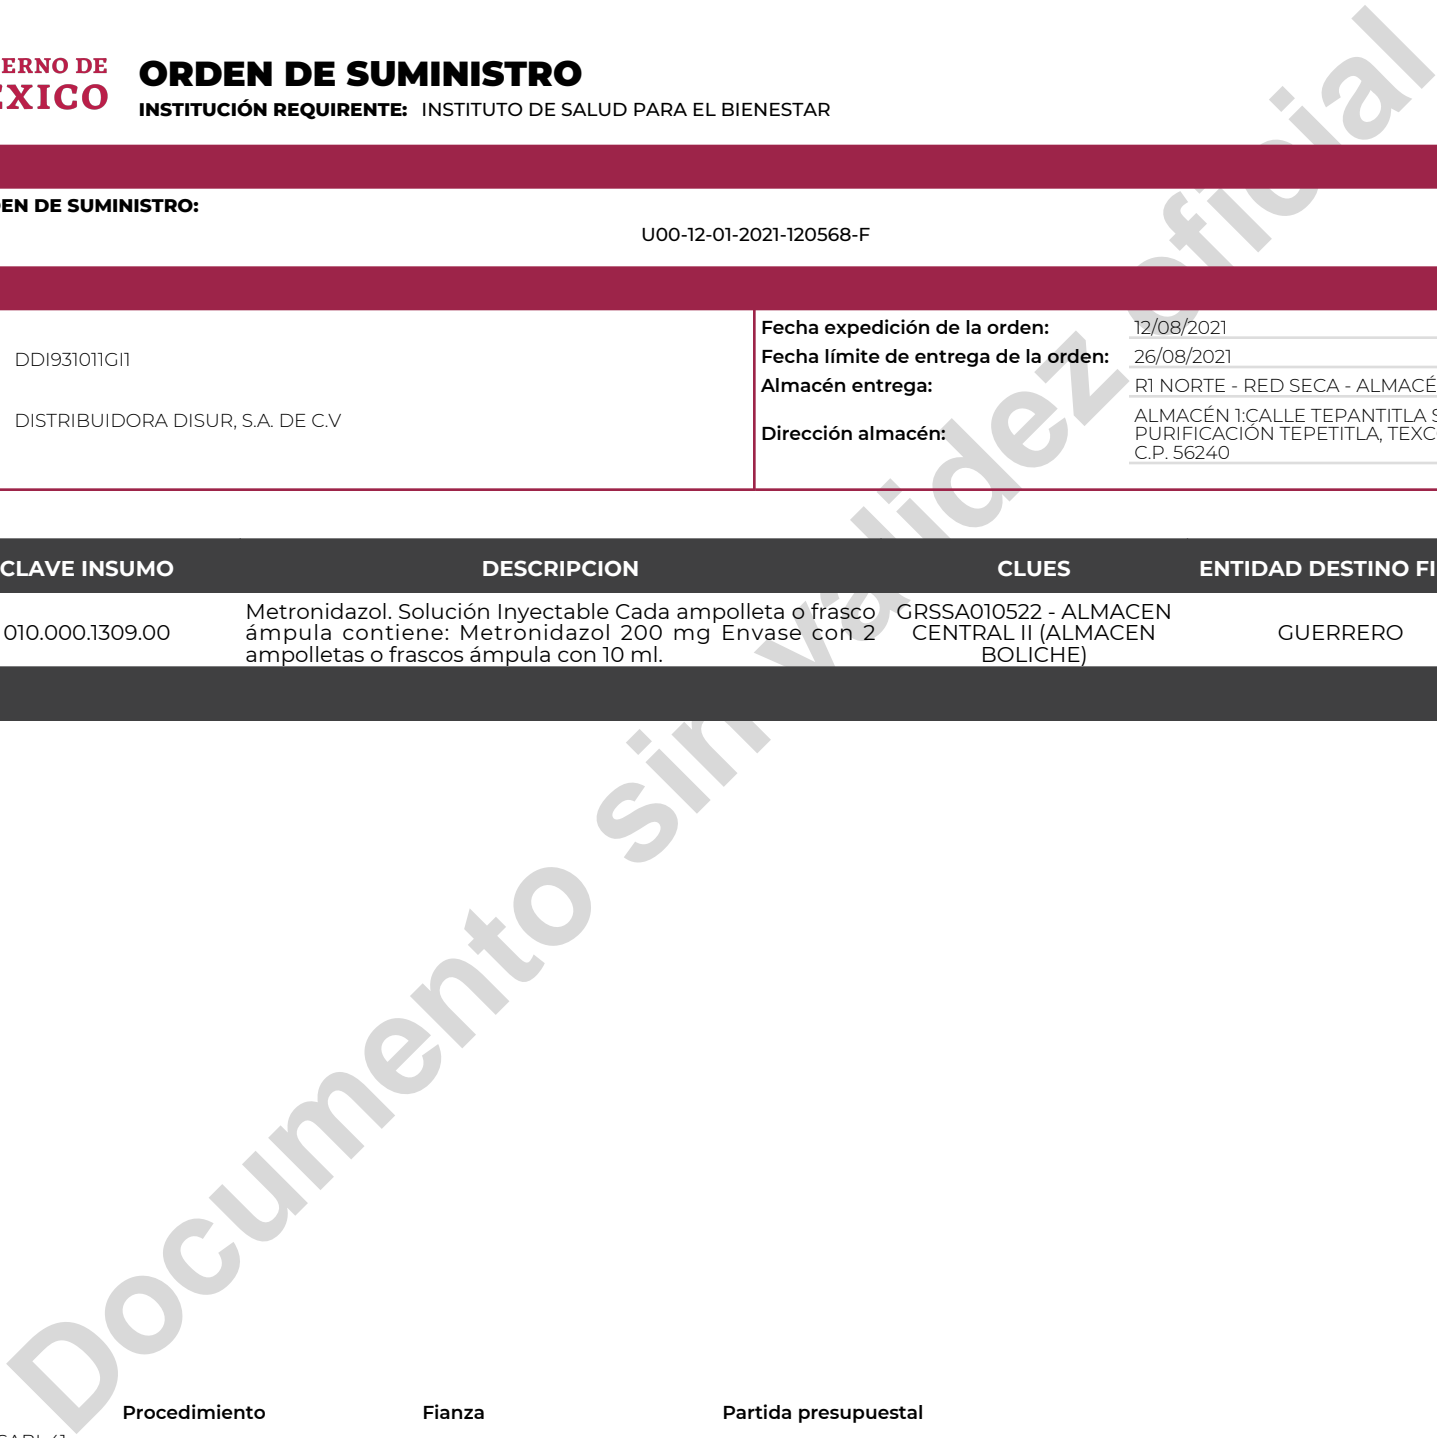 ERNO DE
EXICO
ORDEN DE SUMINISTRO
INSTITUCIÓN REQUIRENTE: INSTITUTO DE SALUD PARA EL BIENESTAR
EN DE SUMINISTRO:
U00-12-01-2021-120568-F
DDI931011GI1
DISTRIBUIDORA DISUR, S.A. DE C.V
Fecha expedición de la orden: 12/08/2021
Fecha límite de entrega de la orden: 26/08/2021
Almacén entrega: R1 NORTE - RED SECA - ALMACÉ
Dirección almacén:
ALMACÉN 1:CALLE TEPANTITLA S
PURIFICACIÓN TEPETITLA, TEXC
C.P. 56240
CLAVE INSUMO DESCRIPCION CLUES ENTIDAD DESTINO FI
010.000.1309.00
Metronidazol. Solución Inyectable Cada ampolleta o frasco
ámpula contiene: Metronidazol 200 mg Envase con 2
ampolletas o frascos ámpula con 10 ml.
GRSSA010522 - ALMACEN
CENTRAL II (ALMACEN
BOLICHE)
GUERRERO
Documento sin validez oficial
Procedimiento Fianza Partida presupuestal